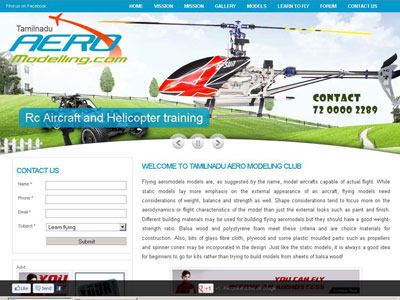 Find us on Facebook
HOME VISSION MISSION GALLERY MODELS LEARN TO FLY FORUM CONTACT US
Tamilnadu
AERO
Modelling.com
CONTACT
72 0000 2289
Rc Aircraft and Helicopter training
CONTACT US
Name *
Phone *
Email *
Subject * Learn flying
Submit
WELCOME TO TAMILNADU AERO MODELING CLUB
Flying aeromodels models are, as suggested by the name, model aircrafts capable of actual flight. While
static models lay more emphasis on the external appearance of an aircraft, flying models need
considerations of weight, balance and strength as well. Shape considerations tend to focus more on the
aerodynamics or flight characteristics of the model than just the external looks such as paint and finish.
Different building materials may be used for building flying aeromodels but they should have a good weight-
strength ratio. Balsa wood and polystyrene foam meet these criteria and are choice materials for
construction. Also, bits of glass fibre cloth, plywood and some plastic moulded parts such as propellers
and spinner cones may be incorporated in the design. Just like the static models, it is always a good idea
for beginners to go for kits rather than trying to build models from sheets of balsa wood!
YOU CAN FLY
Like
+1